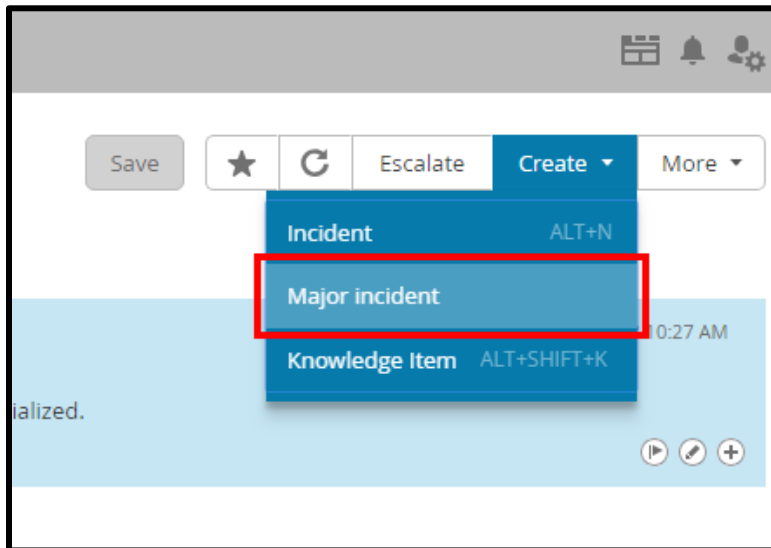 Save Escalate Create More
Incident ALT+N
Major incident
10:27 AM
Knowledge Item ALT+SHIFT+K
ialized.